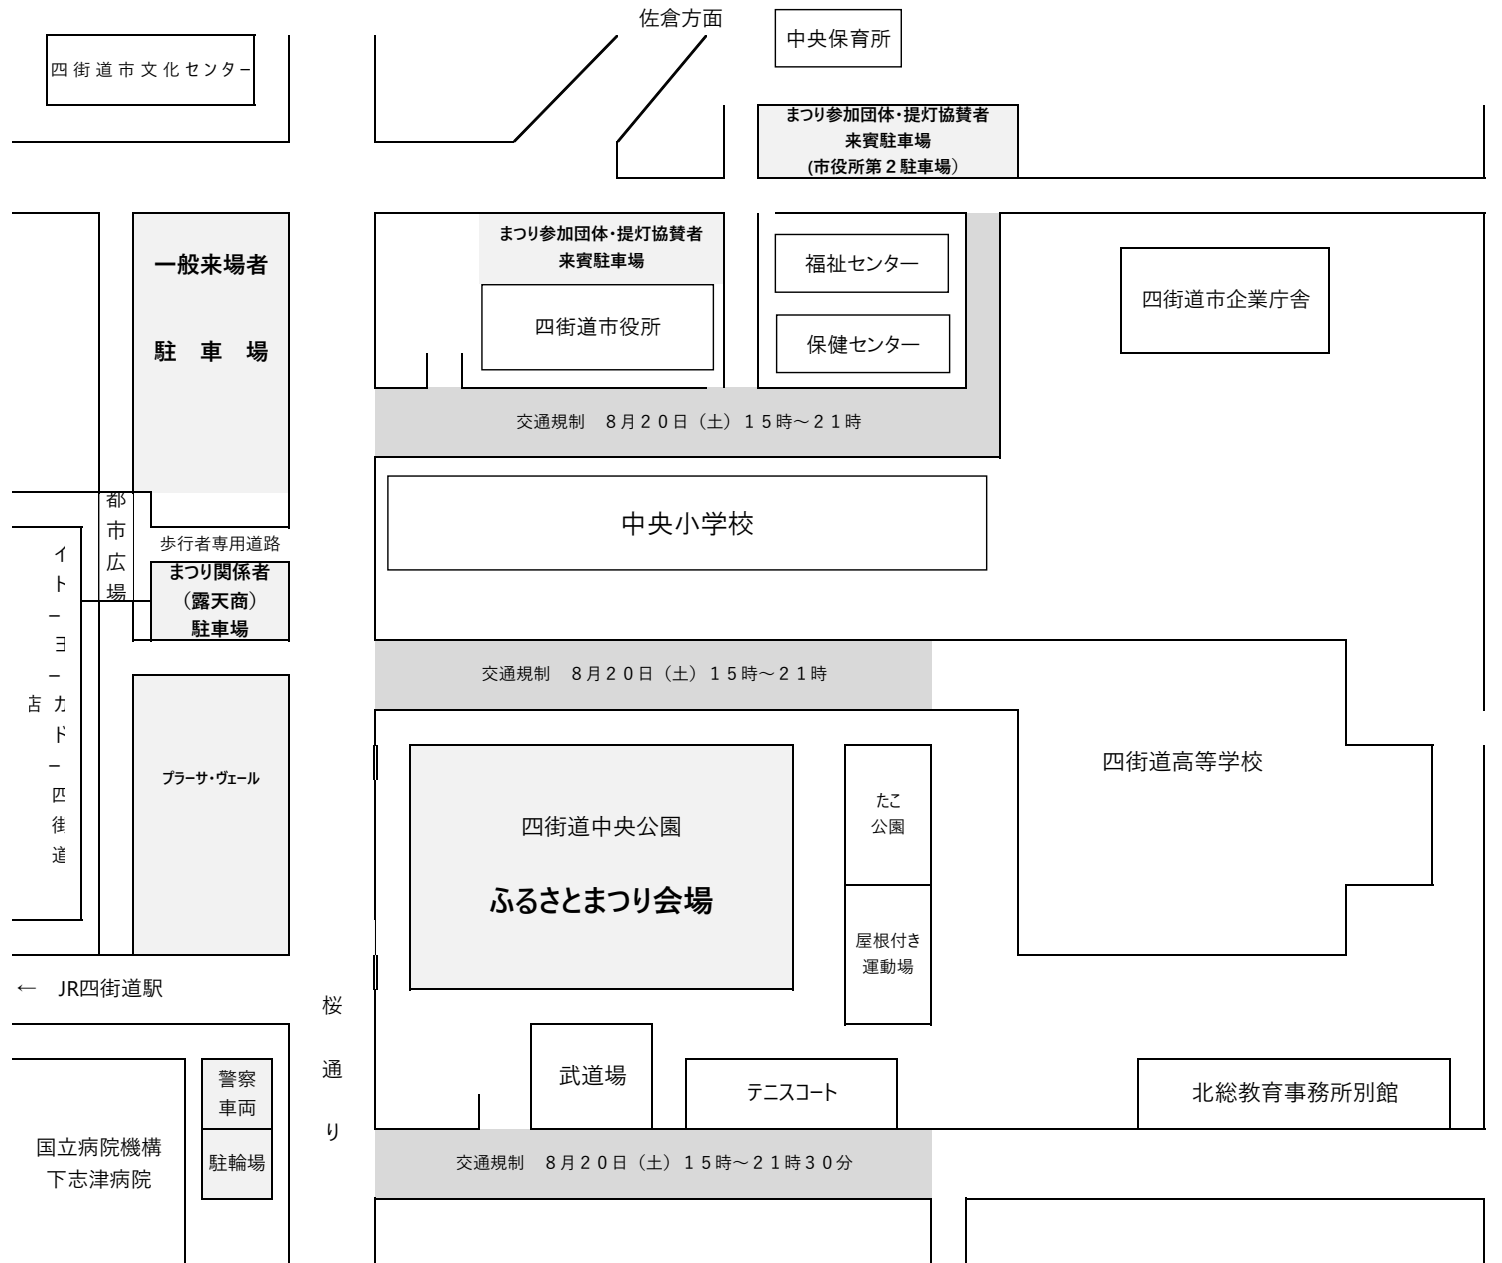 佐倉方面
中央保育所
四街道市文化センター
まつり参加団体・提灯協賛者
来賓駐車場
(市役所第２駐車場）
一般来場者
駐　車　場
まつり参加団体・提灯協賛者
来賓駐車場
四街道市役所
福祉センター
保健センター
四街道市企業庁舎
交通規制　８月２０日（土）１５時～２１時
中央小学校
都市広場
歩行者専用道路
まつり関係者
（露天商）
駐車場
イトーヨーカドー四街道
店
交通規制　８月２０日（土）１５時～２１時
プラーサ・ヴェール
四街道中央公園
ふるさとまつり会場
たこ
公園
屋根付き
運動場
四街道高等学校
←　JR四街道駅
桜通り
武道場
テニスコート
北総教育事務所別館
警察
車両
駐輪場
国立病院機構
下志津病院
交通規制　８月２０日（土）１５時～２１時３０分